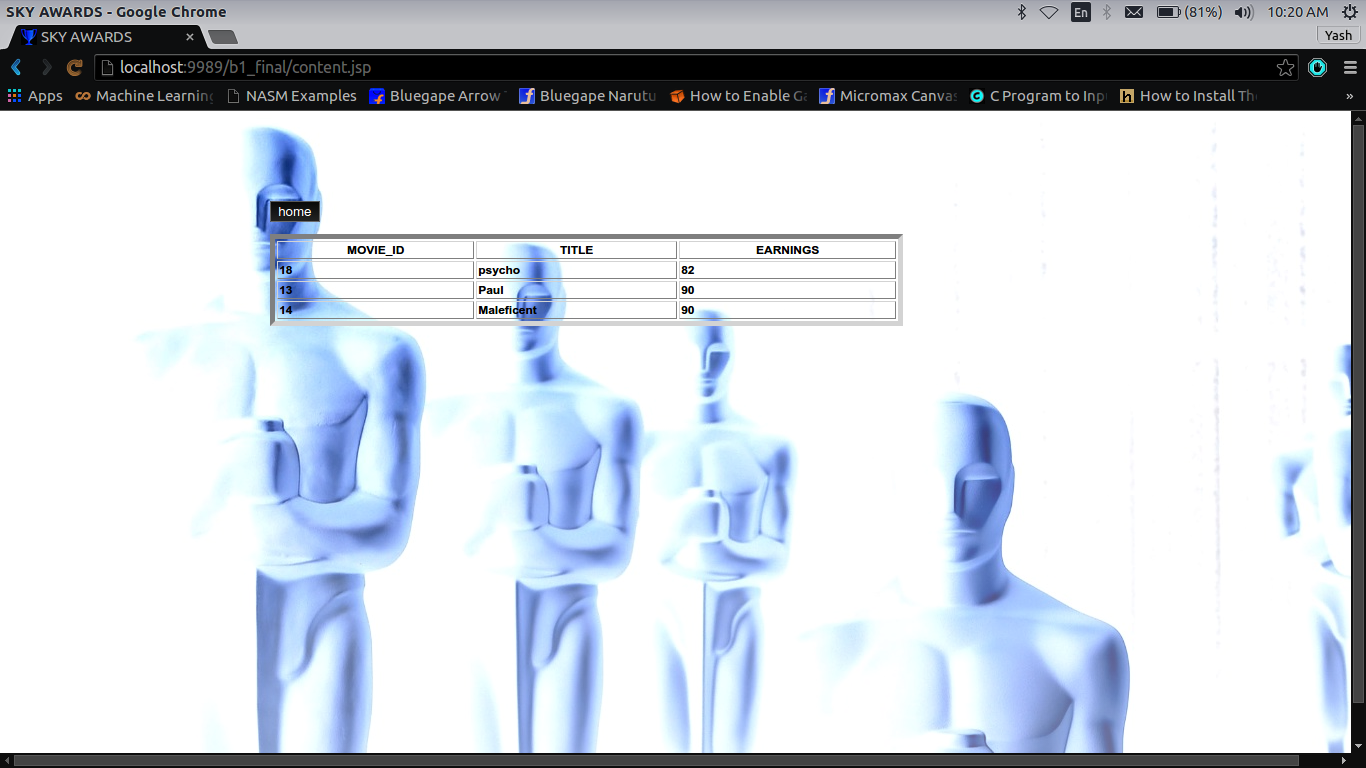 SKY AWARDS - Google Chrome
En
(81%)
10:20 AM
SKY AWARDS
Yash
localhost:9989/b1_final/content.jsp
Apps
Machine Learning
NASM Examples
Bluegape Arrow
Bluegape Narutu
How to Enable Ga
Micromax Canvas
C Program to Inp
How to Install Th
»
home
MOVIE_ID TITLE EARNINGS
18 psycho 82
13 Paul 90
14 Maleficent 90